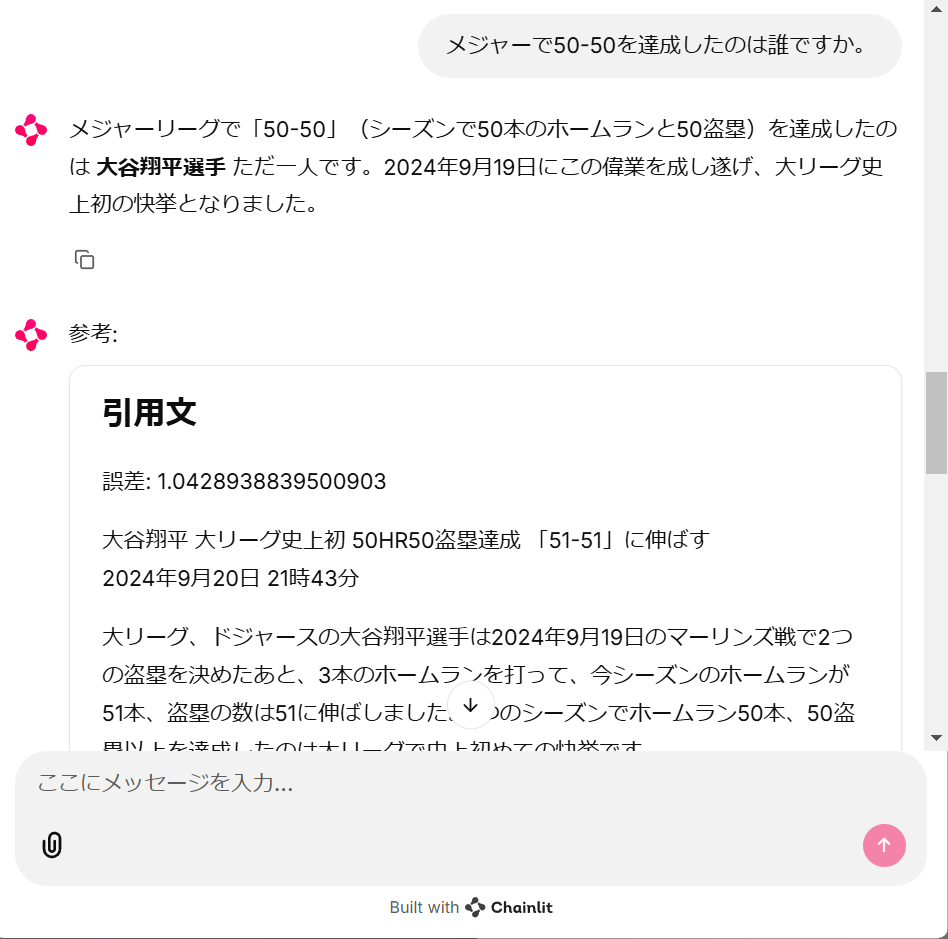 メジャーで50-50を達成したのは誰ですか。
メジャーリーグで「50-50」（シーズンで50本のホームランと50盗塁）を達成したの
は 大谷翔平選手 ただ一人です。2024年9月19日にこの偉業を成し遂げ、大リーグ史
上初の快挙となりました。
参考:
引用文
誤差: 1.0428938839500903
大谷翔平 大リーグ史上初 50HR50盗塁達成 「51-51」に伸ばす
2024年9月20日 21時43分
大リーグ、ドジャースの大谷翔平選手は2024年9月19日のマーリンズ戦で2つ
の盗塁を決めたあと、3本のホームランを打って、今シーズンのホームランが
51本、盗塁の数は51に伸ばしました のシーズンでホームラン50本、50盗
塁以上を達成したのは大リーグで史上初めての快挙です
ここにメッセージを入力...
Built with Chainlit